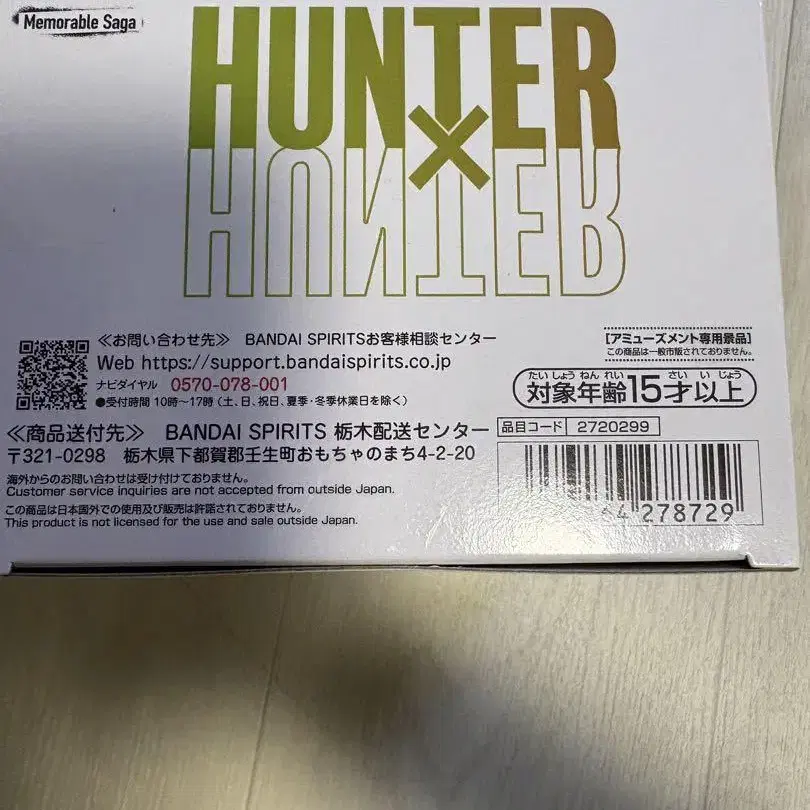 Memorable Saga
HUNTER
×
HUNTER
≪お問い合わせ先≫ BANDAI SPIRITSお客様相談センター
Web https://support.bandaispirits.co.jp
ナビダイヤル 0570-078-001
●受付時間 10時〜17時 (土、日、祝日、夏季・冬季休業日を除く)
≪商品送付先≫ BANDAI SPIRITS 栃木配送センター
〒321-0298 栃木県下都賀郡壬生町おもちゃのまち4-2-20
海外からのお問い合わせは受け付けておりません。
Customer service inquiries are not accepted from outside Japan.
この商品は日本国外での使用及び販売は許諾されておりません。
This product is not licensed for the use and sale outside Japan.
[アミューズメント専用景品]
この商品は一般市販されておりません。
たい しょう ねん れい さい い じょう
対象年齢15才以上
品目コード 2720299
64 278729